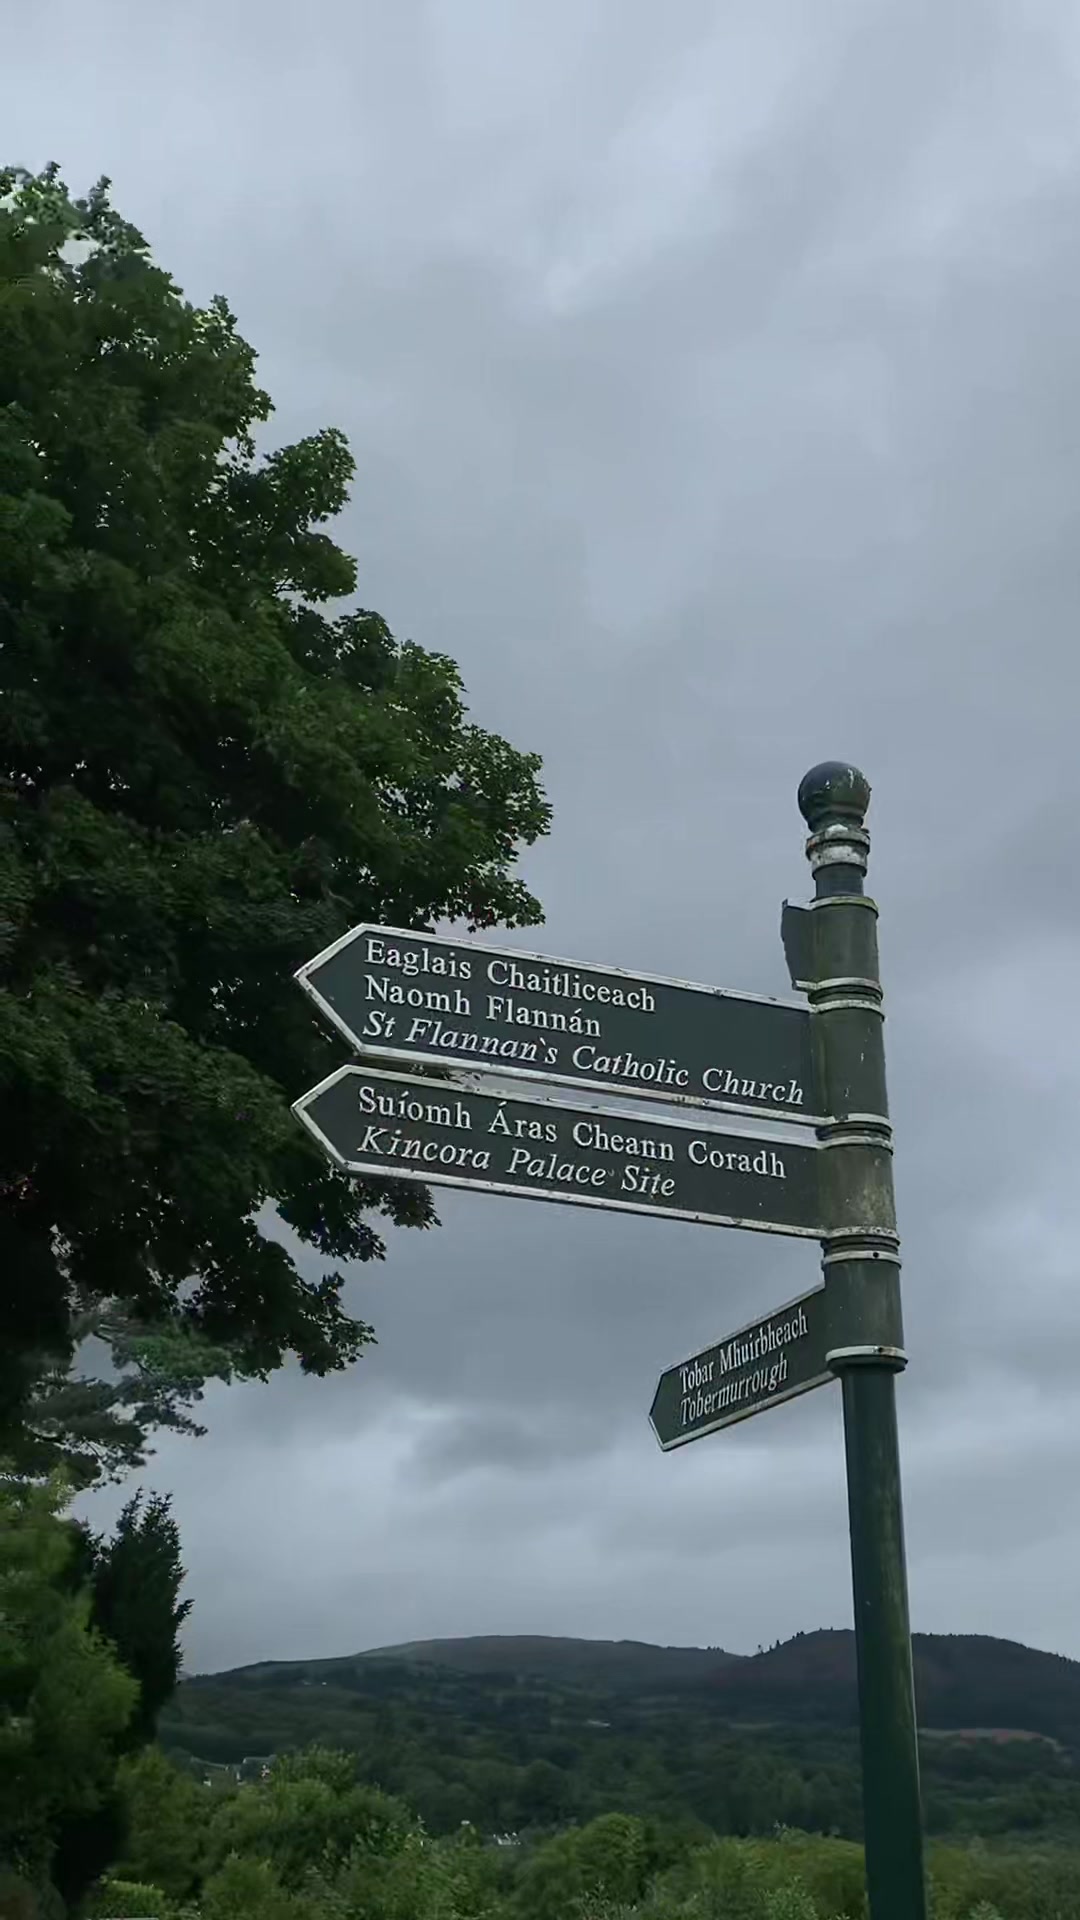 Eaglais Chaitliceach
Naomh Flannán
St Flannan`s Catholic Church
Suíomh Áras Cheann Coradh
Kincora Palace Site
Tobar Mhuirbheach
Tobermurrough